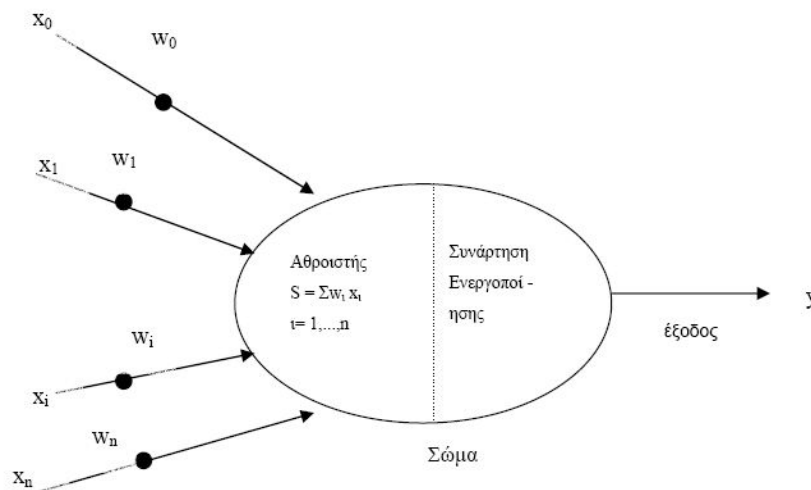 x₀
w₀
x₁
w₁
Αθροιστής
S = Σwᵢ xᵢ
ι= 1,...,n
Συνάρτηση
Ενεργοποί -
ησης
y
έξοδος
wᵢ
xᵢ
wₙ
xₙ
Σώμα